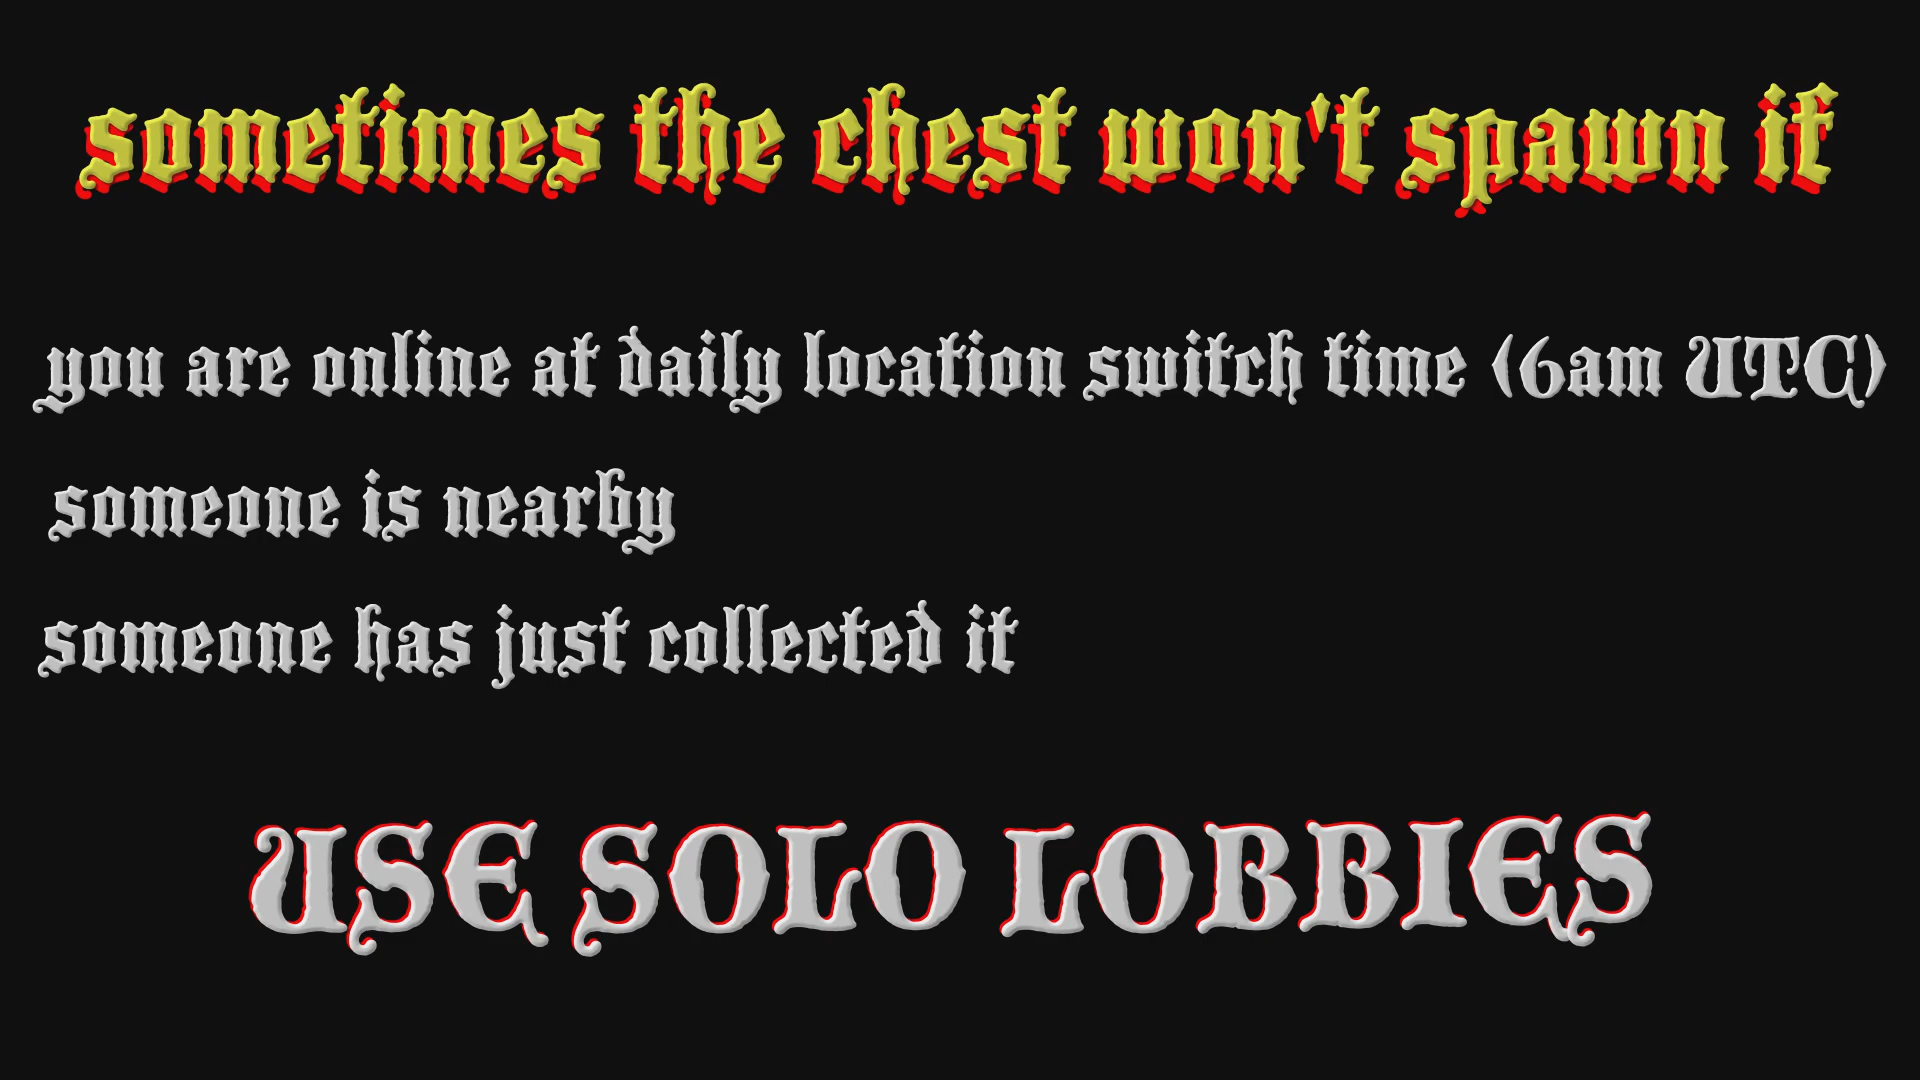 sometimes the chest won't spawn if
you are online at daily location switch time (6am UTC)
someone is nearby
someone has just collected it
USE SOLO LOBBIES